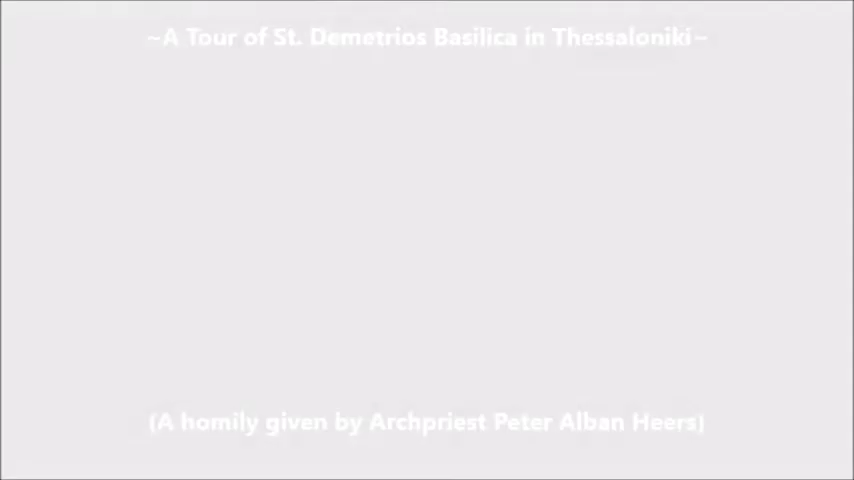 ~A Tour of St. Demetrios Basilica in Thessaloniki~
(A homily given by Archpriest Peter Alban Heers)